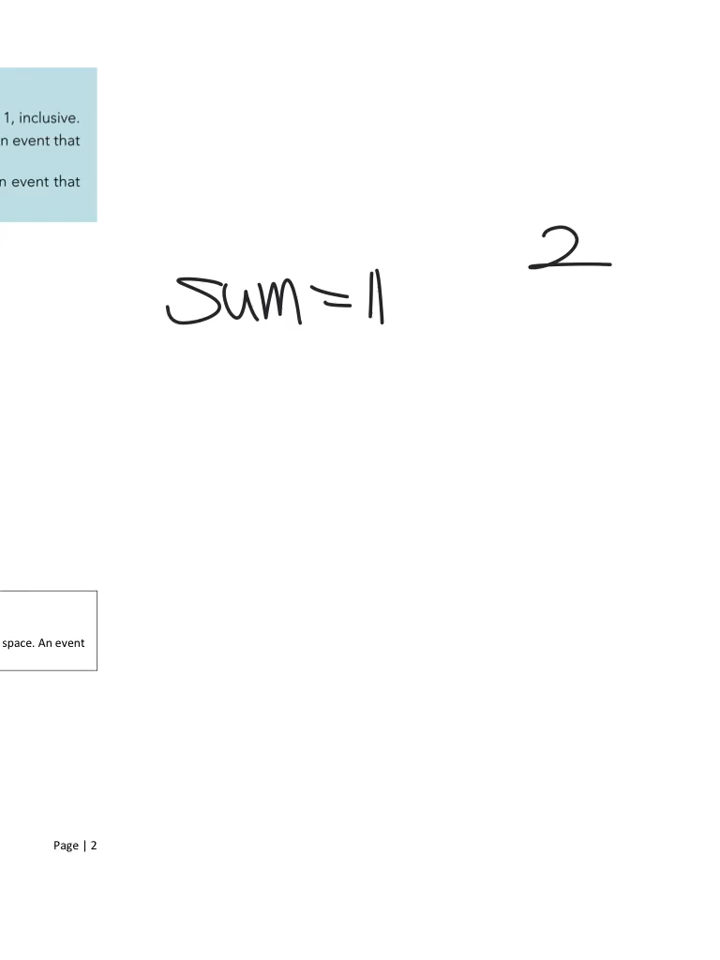 1, inclusive.
n event that
n event that
2
sum = 11
space. An event
Page | 2